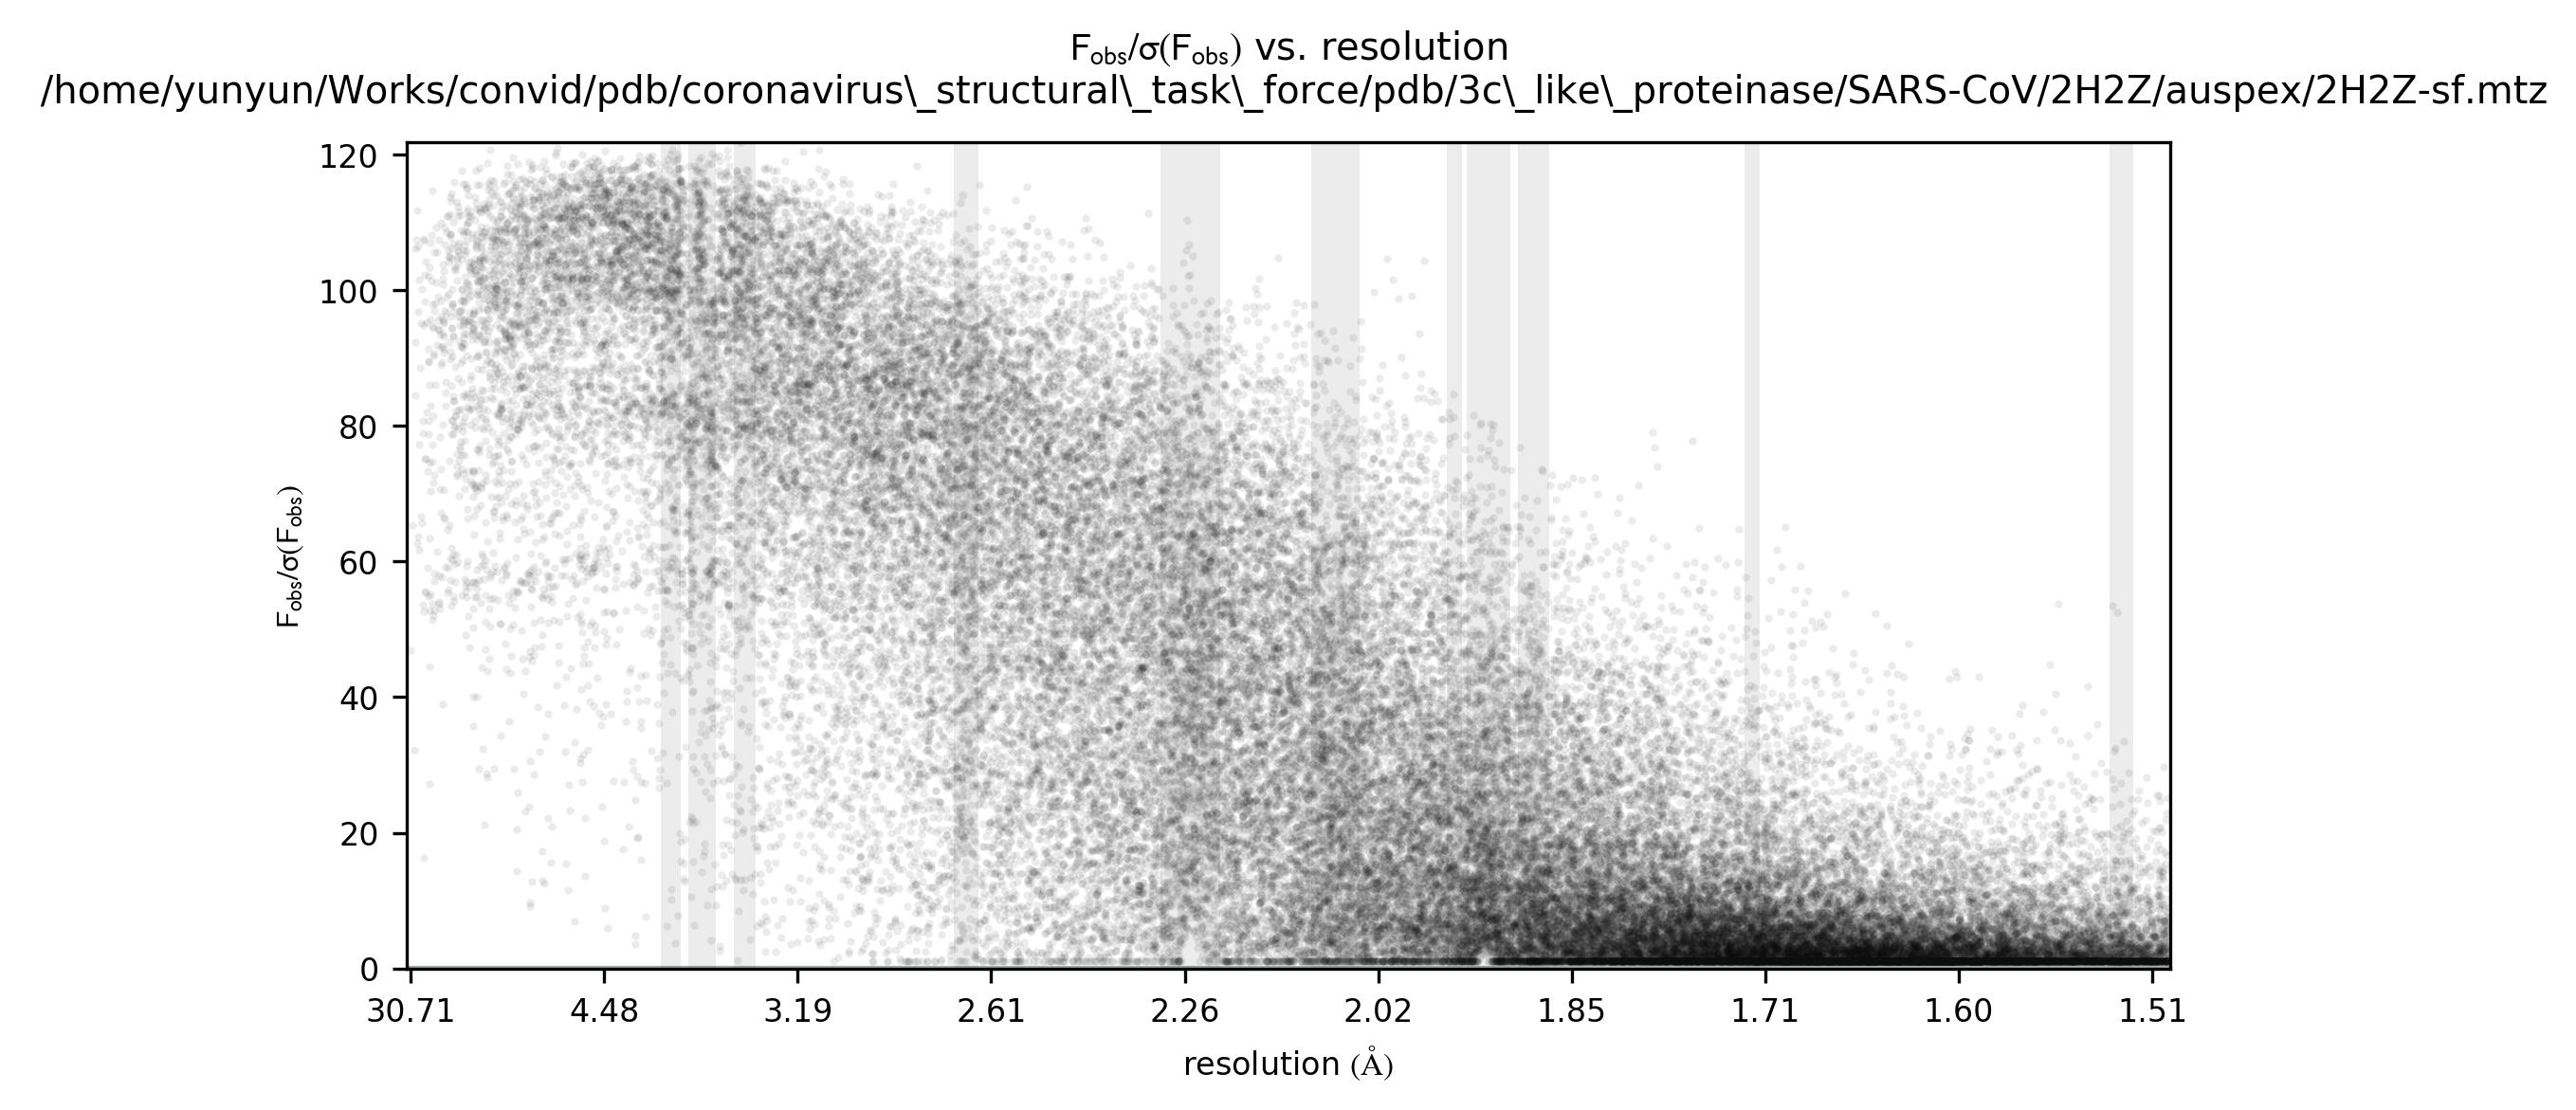 Fobs/σ(Fobs) vs. resolution
/home/yunyun/Works/convid/pdb/coronavirus\_structural\_task\_force/pdb/3c\_like\_proteinase/SARS-CoV/2H2Z/auspex/2H2Z-sf.mtz
120
100
80
60
40
20
0
Fobs/σ(Fobs)
30.71 4.48 3.19 2.61 2.26 2.02 1.85 1.71 1.60 1.51
resolution (Å)